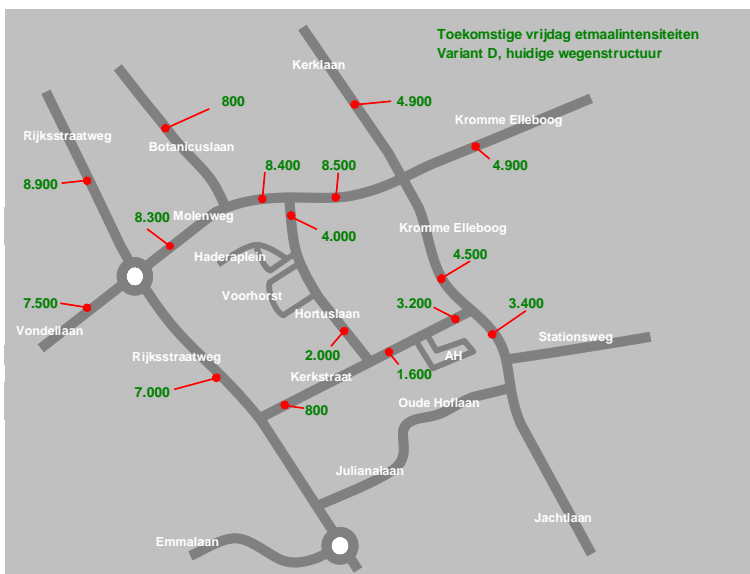 Toekomstige vrijdag etmaalintensiteiten
Variant D, huidige wegenstructuur
Kerklaan
800
4.900
Kromme Elleboog
Rijksstraatweg
Botanicuslaan
8.400
8.500
4.900
8.900
8.300
Molenweg
4.000
Kromme Elleboog
Haderaplein
4.500
Voorhorst
7.500
3.200
3.400
Hortuslaan
Vondellaan
Stationsweg
Rijksstraatweg
2.000
AH
Kerkstraat
1.600
7.000
800
Oude Hoflaan
Julianalaan
Jachtlaan
Emmalaan